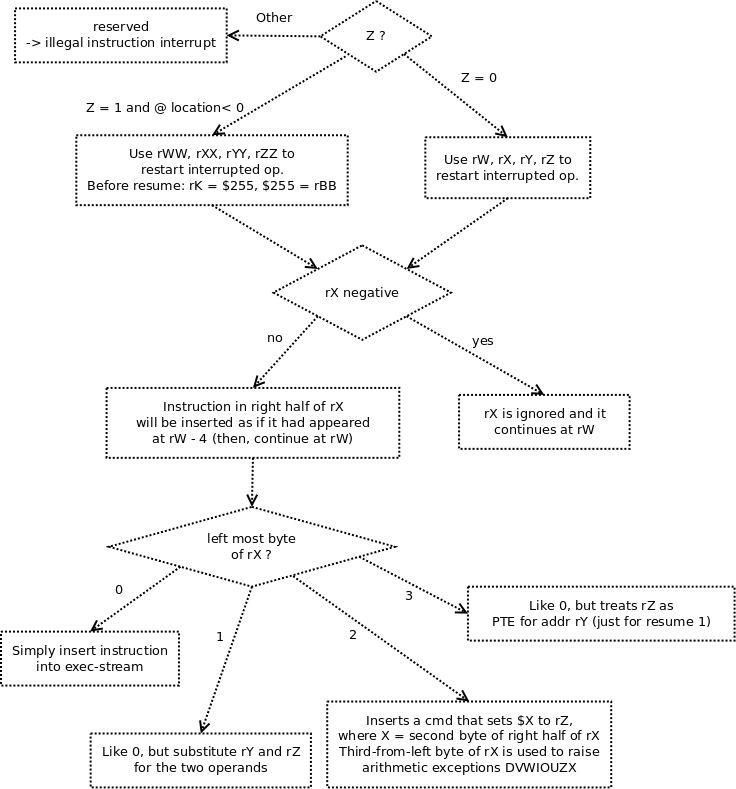 Other
reserved
-> illegal instruction interrupt
Z ?
Z = 0
Z = 1 and @ location< 0
Use rWW, rXX, rYY, rZZ to
restart interrupted op.
Before resume: rK = $255, $255 = rBB
Use rW, rX, rY, rZ to
restart interrupted op.
rX negative
no
yes
Instruction in right half of rX
will be inserted as if it had appeared
at rW - 4 (then, continue at rW)
rX is ignored and it
continues at rW
left most byte
of rX ?
0
1
2
3
Like 0, but treats rZ as
PTE for addr rY (just for resume 1)
Simply insert instruction
into exec-stream
Like 0, but substitute rY and rZ
for the two operands
Inserts a cmd that sets $X to rZ,
where X = second byte of right half of rX
Third-from-left byte of rX is used to raise
arithmetic exceptions DVWIOUZX